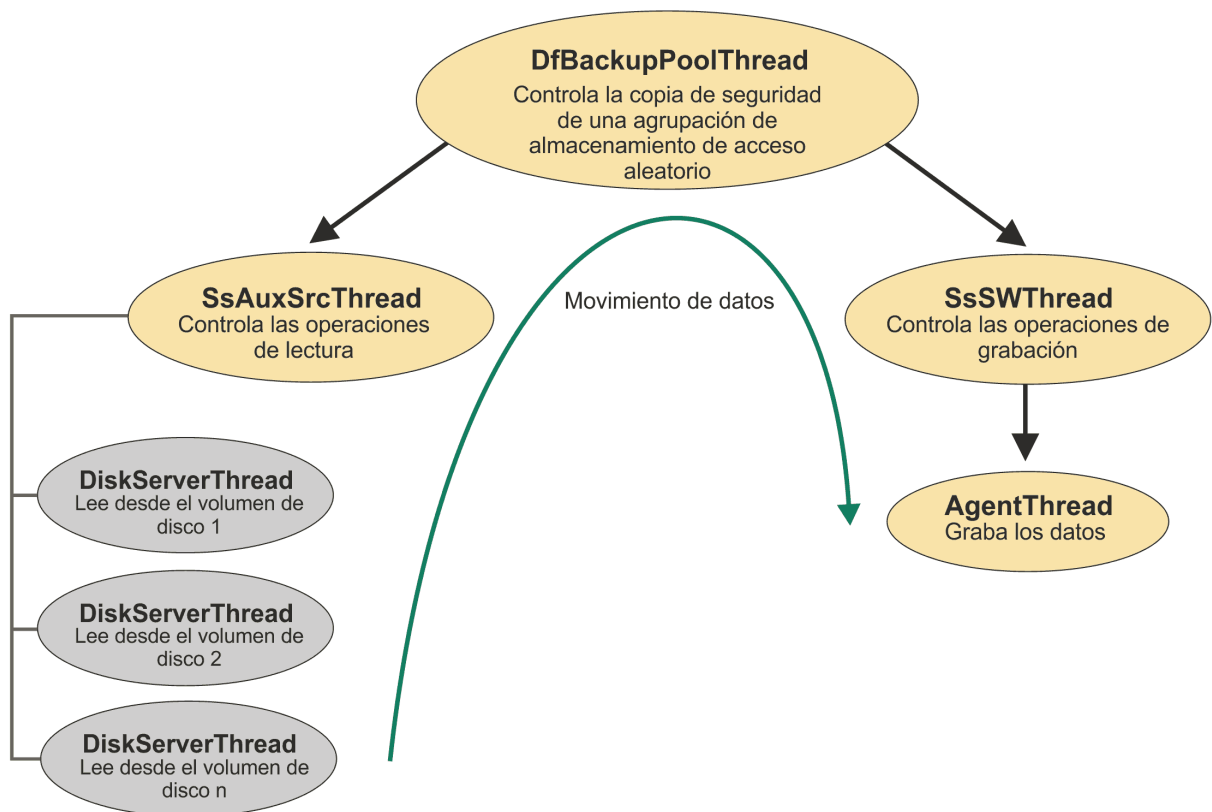 DfBackupPoolThread
Controla la copia de seguridad
de una agrupación de
almacenamiento de acceso
aleatorio
SsAuxSrcThread
Controla las operaciones
de lectura
Movimiento de datos
SsSWThread
Controla las operaciones de
grabación
DiskServerThread
Lee desde el volumen de
disco 1
AgentThread
Graba los datos
DiskServerThread
Lee desde el volumen de
disco 2
DiskServerThread
Lee desde el volumen de
disco n